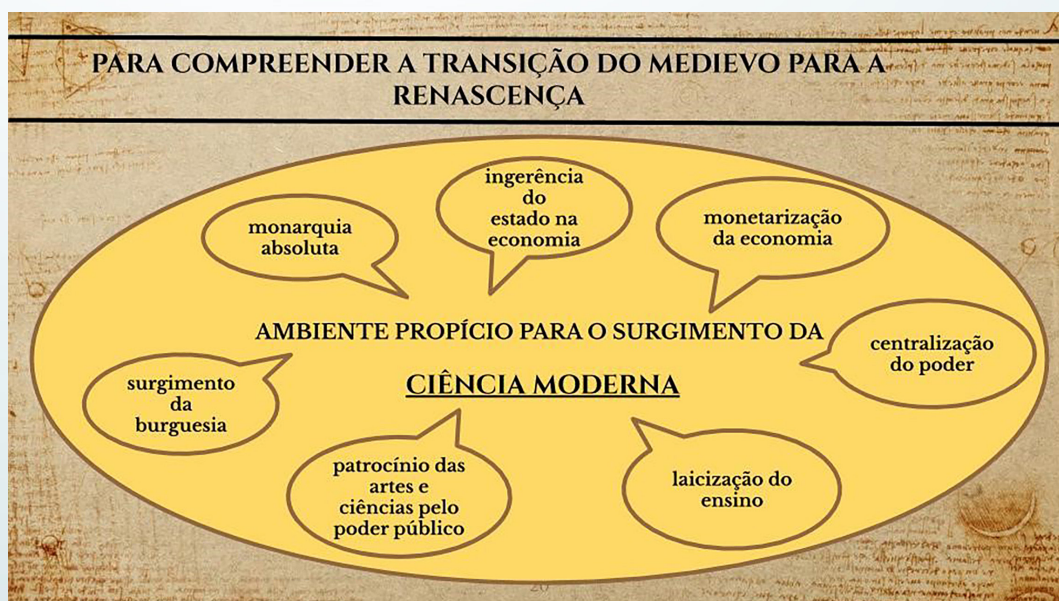 PARA COMPREENDER A TRANSIÇÃO DO MEDIEVO PARA A
RENASCENÇA
monarquia
absoluta
ingerência
do
estado na
economia
monetarização
da economia
AMBIENTE PROPÍCIO PARA O SURGIMENTO DA
CIÊNCIA MODERNA
centralização
do poder
surgimento
da
burguesia
patrocínio das
artes e
ciências pelo
poder público
laicização do
ensino
20